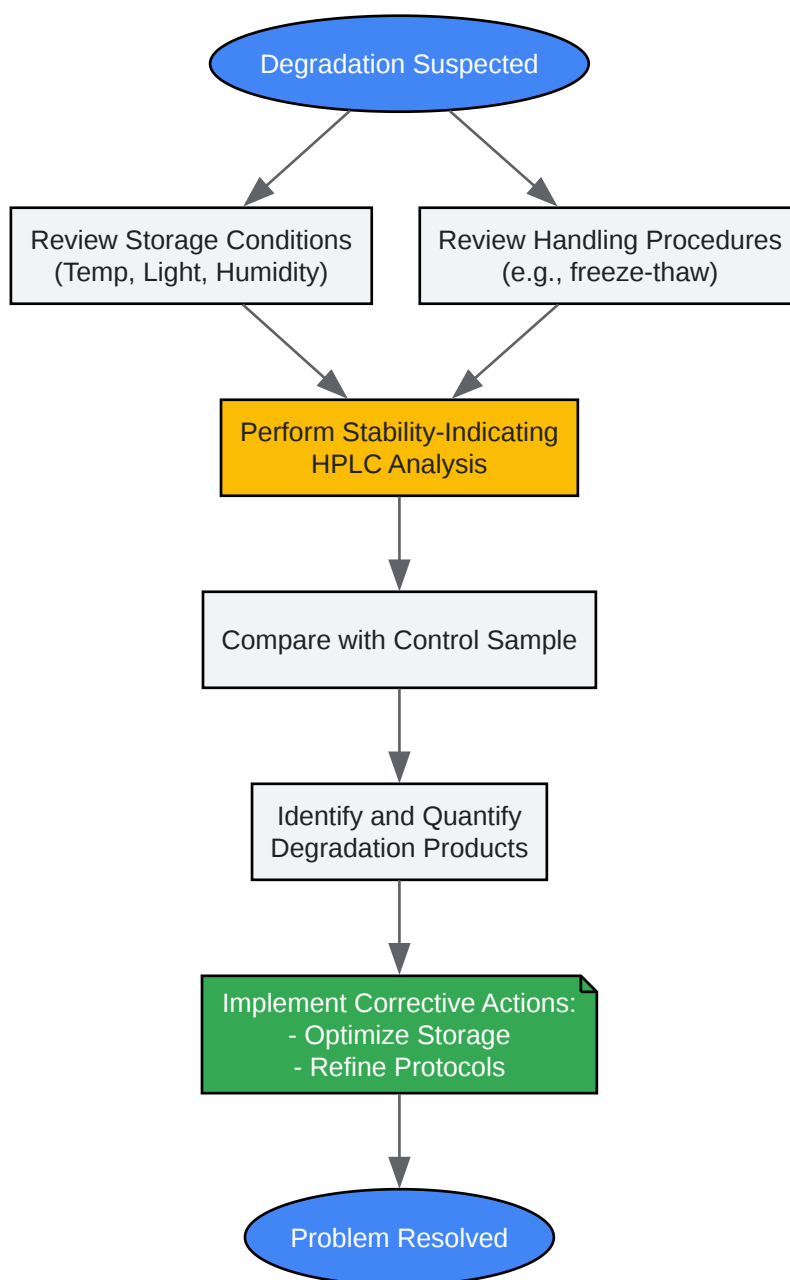 Degradation Suspected
Review Storage Conditions
(Temp, Light, Humidity)
Review Handling Procedures
(e.g., freeze-thaw)
Perform Stability-Indicating
HPLC Analysis
Compare with Control Sample
Identify and Quantify
Degradation Products
Implement Corrective Actions:
- Optimize Storage
- Refine Protocols
Problem Resolved